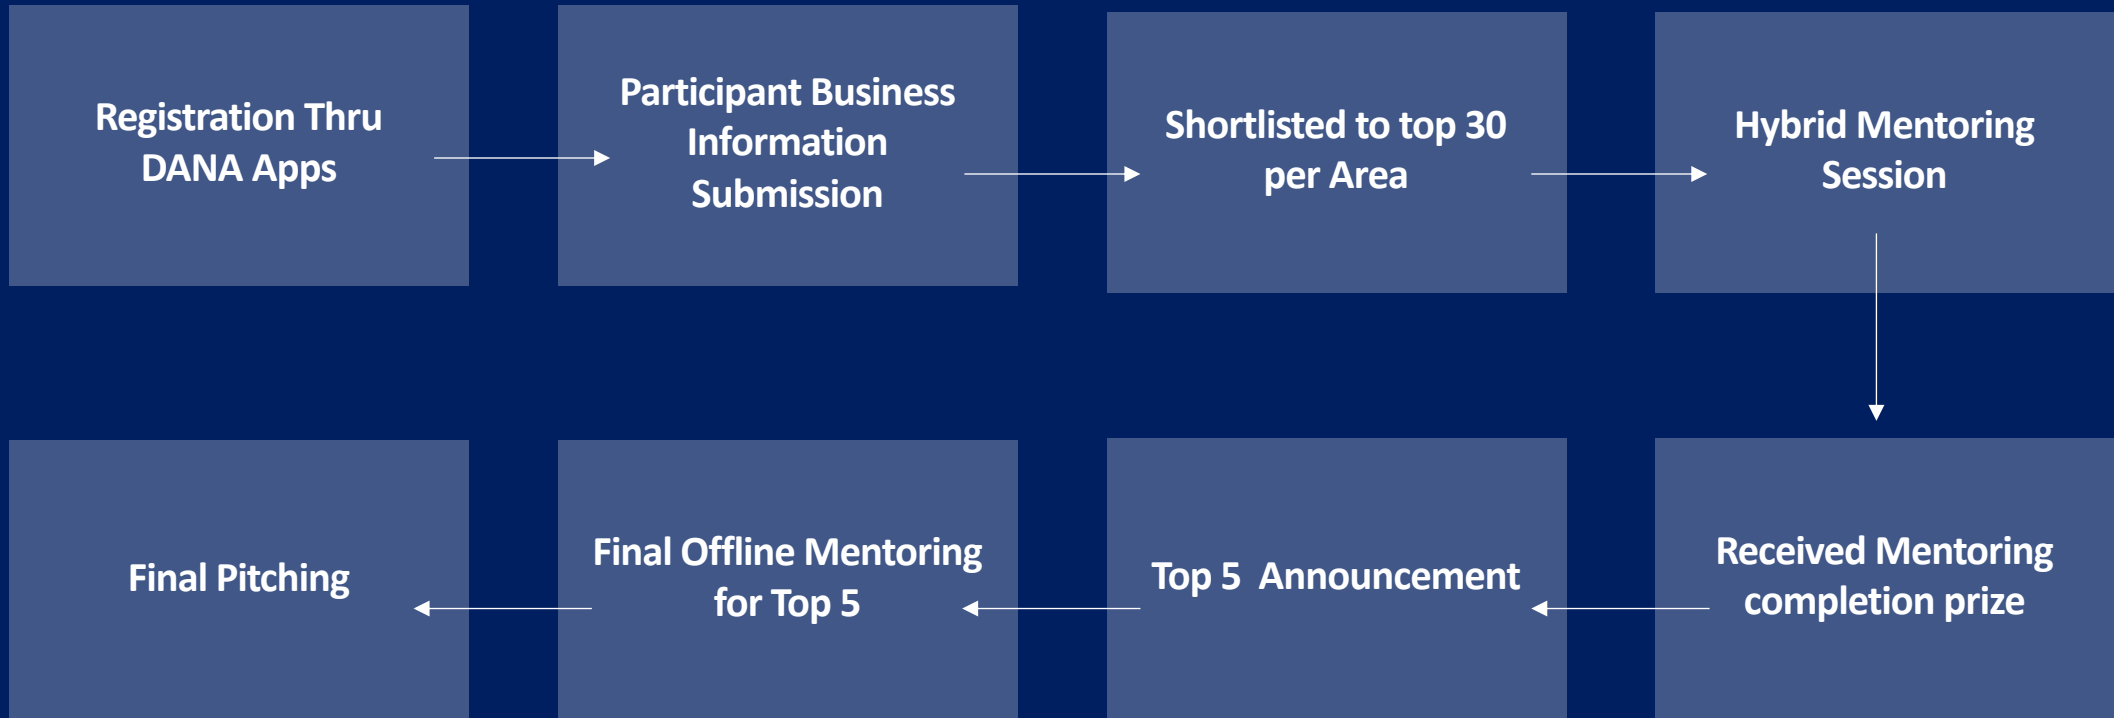 Registration Thru
DANA Apps
Participant Business
Information
Submission
Shortlisted to top 30
per Area
Hybrid Mentoring
Session
Received Mentoring
completion prize
Top 5  Announcement
Final Offline Mentoring
for Top 5
Final Pitching